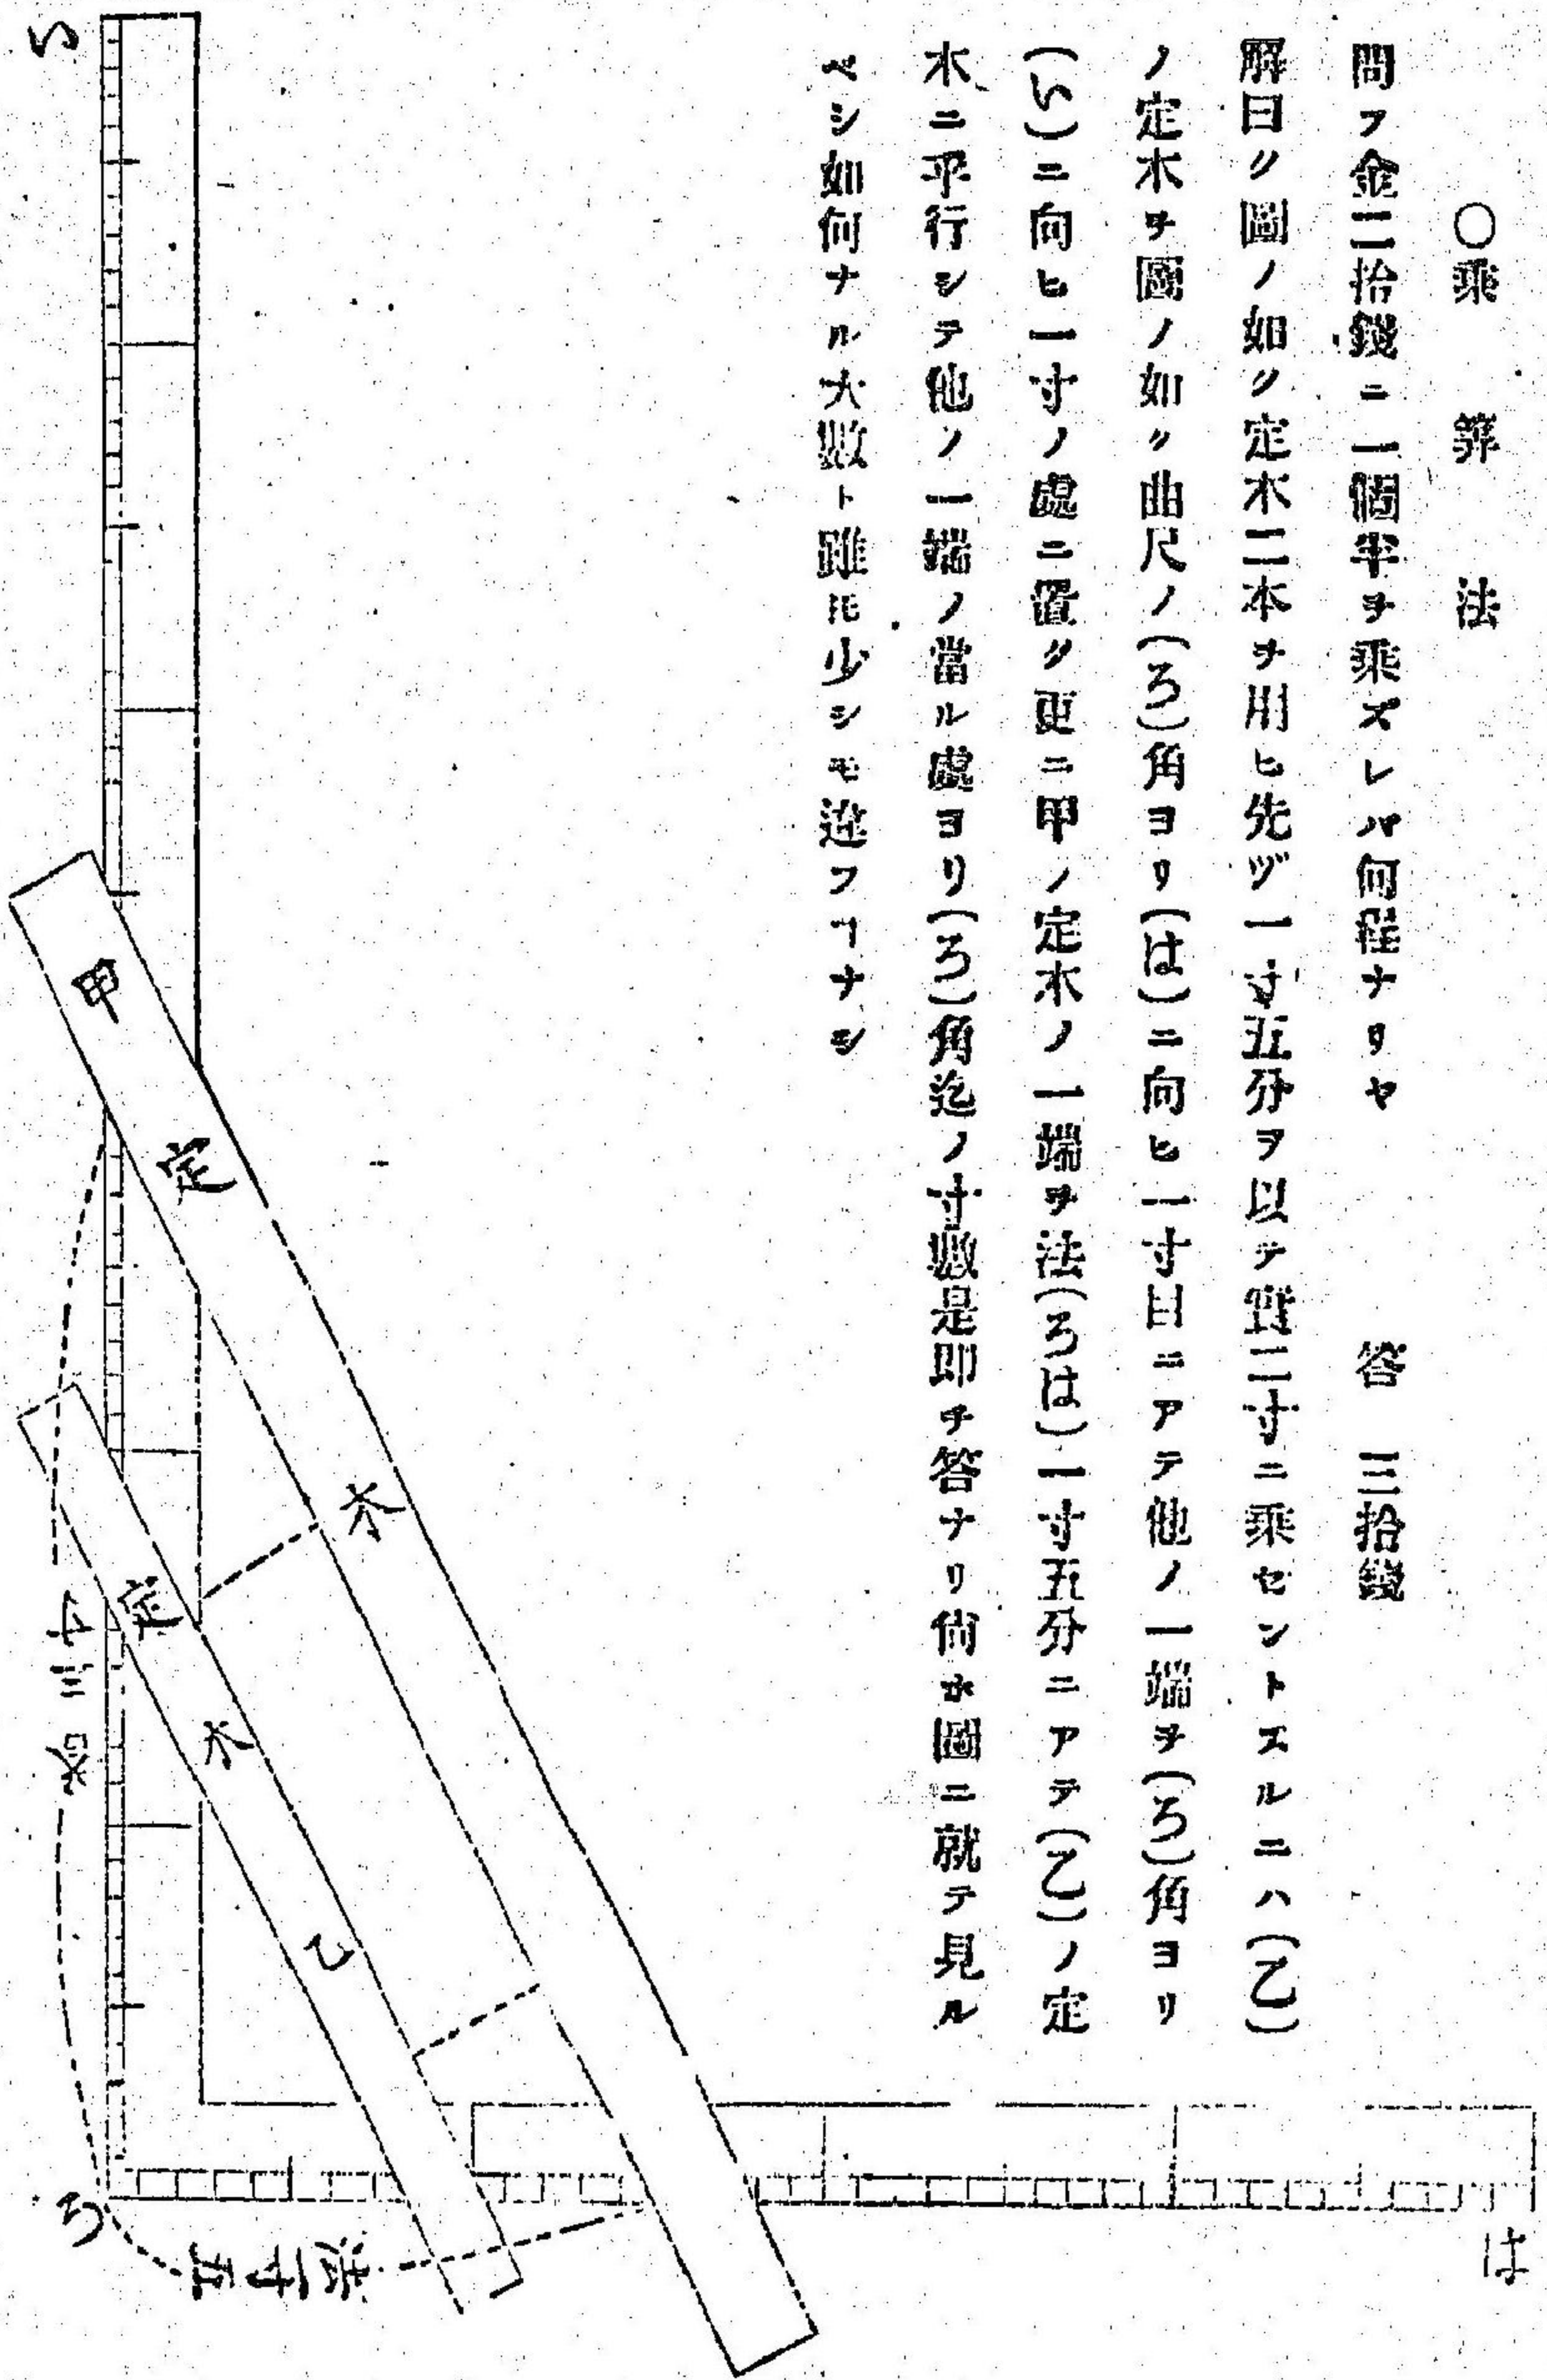 ○乘筭法
問フ金二拾錢ニ一個半ヲ乘ズレバ何程ナリヤ　答　三拾錢
解曰ク圖ノ如ク定木二本ヲ用ヒ先ヅ一寸五分ヲ以テ實二寸ニ乘セントスルニハ(乙)
ノ定木ヲ圖ノ如ク曲尺ノ(ろ)角ヨリ(は)ニ向ヒ一寸目ニアテ他ノ一端ヲ(ろ)角ヨリ
(い)ニ向ヒ一寸ノ處ニ置ク更ニ甲ノ定木ノ一端ヲ法(ろは)一寸五分ニアテ(乙)ノ定
木ニ平行シテ他ノ一端ノ當ル處ヨリ(ろ)角迄ノ寸數是即チ答ナリ尙ホ圖ニ就テ見ル
ベシ如何ナル大數ト雖𪜈少シモ違フヿナシ
い
甲定木
定木乙
三寸
ろ
は